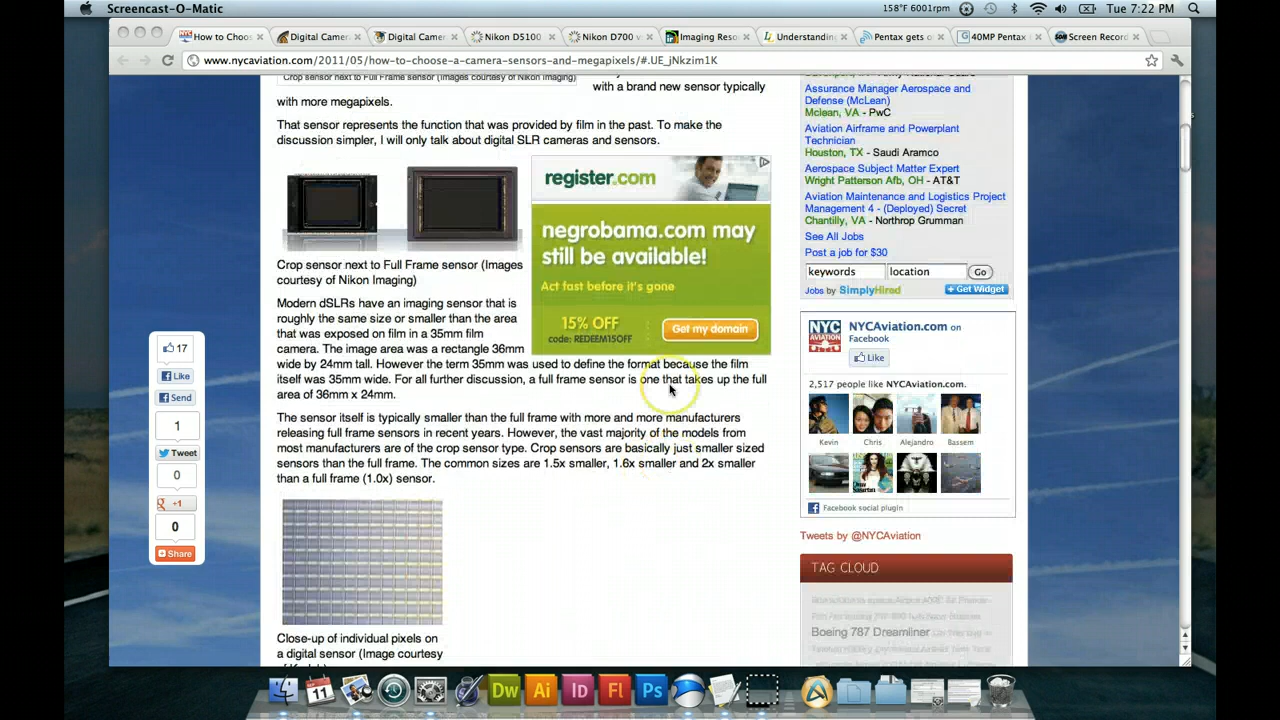 Screencast-O-Matic
158°F 6001rpm
Tue 7:22 PM
How to Choos
Digital Camera
Digital Camer
Nikon D5100
Nikon D700 v
Imaging Reso
Understanding
Pentax gets o
40MP Pentax
Screen Record
www.nycaviation.com/2011/05/how-to-choose-a-camera-sensors-and-megapixels/#.UE_jNkzim1K
Crop sensor next to Full Frame sensor (Images courtesy of Nikon Imaging)
with a brand new sensor typically
with more megapixels.
That sensor represents the function that was provided by film in the past. To make the
discussion simpler, I will only talk about digital SLR cameras and sensors.
register.com
negrobama.com may
still be available!
Act fast before it's gone
15% OFF
code: REDEEM15OFF
Get my domain
Crop sensor next to Full Frame sensor (Images
courtesy of Nikon Imaging)
Modern dSLRs have an imaging sensor that is
roughly the same size or smaller than the area
that was exposed on film in a 35mm film
camera. The image area was a rectangle 36mm
wide by 24mm tall. However the term 35mm was used to define the format because the film
itself was 35mm wide. For all further discussion, a full frame sensor is one that takes up the full
area of 36mm x 24mm.
The sensor itself is typically smaller than the full frame with more and more manufacturers
releasing full frame sensors in recent years. However, the vast majority of the models from
most manufacturers are of the crop sensor type. Crop sensors are basically just smaller sized
sensors than the full frame. The common sizes are 1.5x smaller, 1.6x smaller and 2x smaller
than a full frame (1.0x) sensor.
Close-up of individual pixels on
a digital sensor (Image courtesy
17
Like
Send
1
Tweet
0
+1
0
Share
Assurance Manager Aerospace and
Defense (McLean)
Mclean, VA - PwC
Aviation Airframe and Powerplant
Technician
Houston, TX - Saudi Aramco
Aerospace Subject Matter Expert
Wright Patterson Afb, OH - AT&T
Aviation Maintenance and Logistics Project
Management 4 - (Deployed) Secret
Chantilly, VA - Northrop Grumman
See All Jobs
Post a job for $30
keywords
location
Go
Jobs by SimplyHired
+ Get Widget
NYC
AVIATION
NYCAviation.com on
Facebook
Like
2,517 people like NYCAviation.com.
Kevin
Chris
Alejandro
Bassem
Facebook social plugin
Tweets by @NYCAviation
TAG CLOUD
Boeing 787 Dreamliner
SEP
11
Dw
Ai
Id
Fl
Ps